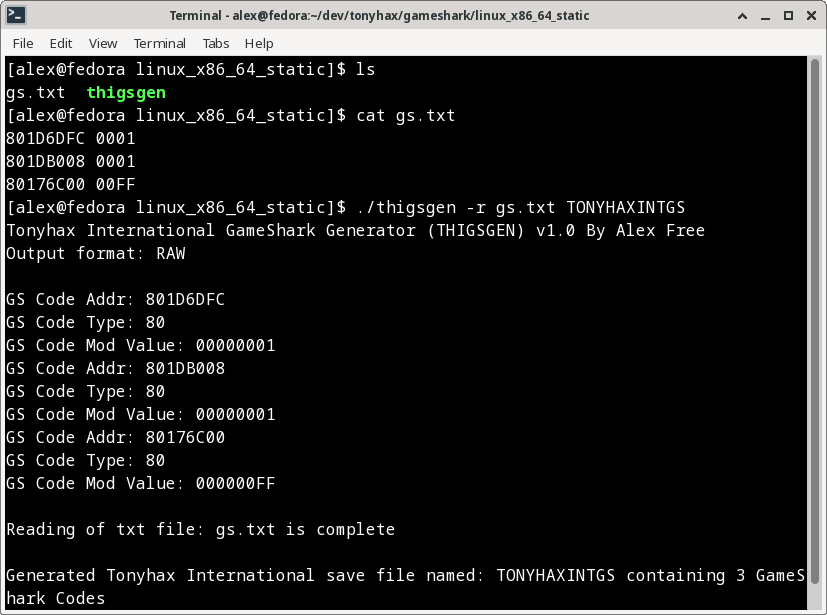 Terminal - alex@fedora:~/dev/tonyhax/gameshark/linux_x86_64_static
File Edit View Terminal Tabs Help
[alex@fedora linux_x86_64_static]$ ls
gs.txt  thigsgen
[alex@fedora linux_x86_64_static]$ cat gs.txt
801D6DFC 0001
801DB008 0001
80176C00 00FF
[alex@fedora linux_x86_64_static]$ ./thigsgen -r gs.txt TONYHAXINTGS
Tonyhax International GameShark Generator (THIGSGEN) v1.0 By Alex Free
Output format: RAW
GS Code Addr: 801D6DFC
GS Code Type: 80
GS Code Mod Value: 00000001
GS Code Addr: 801DB008
GS Code Type: 80
GS Code Mod Value: 00000001
GS Code Addr: 80176C00
GS Code Type: 80
GS Code Mod Value: 000000FF
Reading of txt file: gs.txt is complete
Generated Tonyhax International save file named: TONYHAXINTGS containing 3 GameS
hark Codes